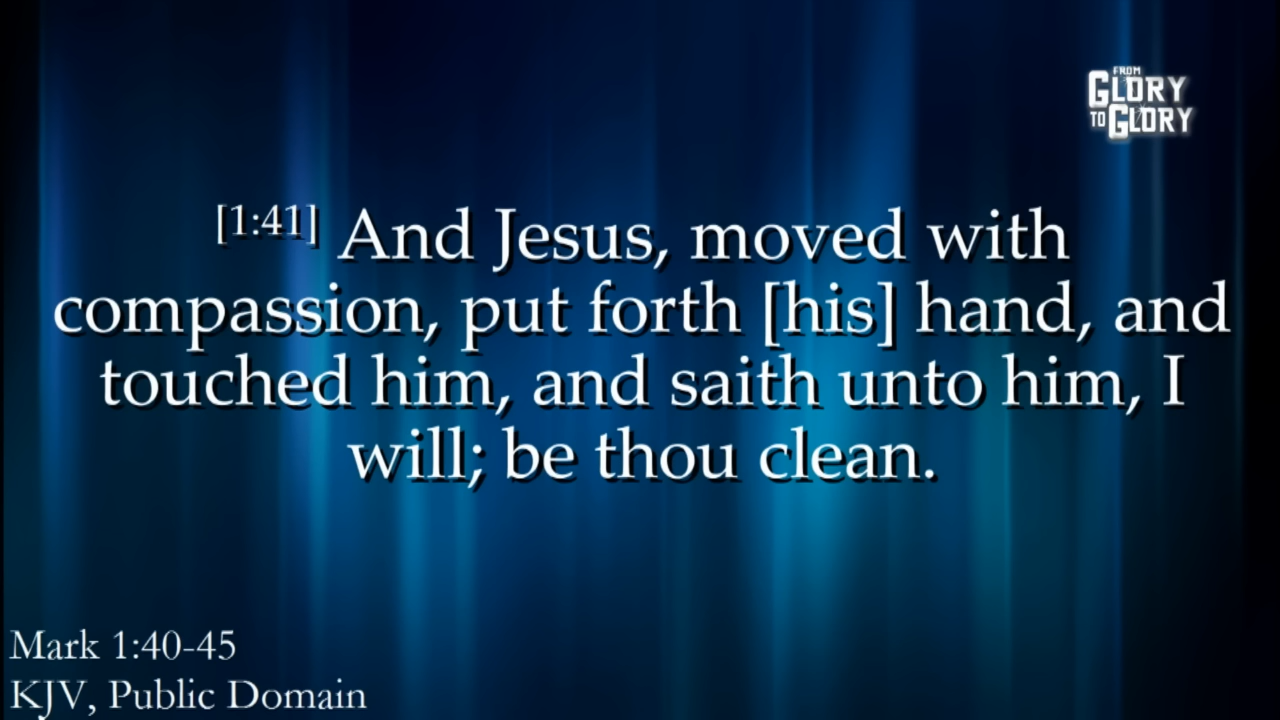 FROM
GLORY
TO GLORY
[1:41] And Jesus, moved with
compassion, put forth [his] hand, and
touched him, and saith unto him, I
will; be thou clean.
Mark 1:40-45
KJV, Public Domain